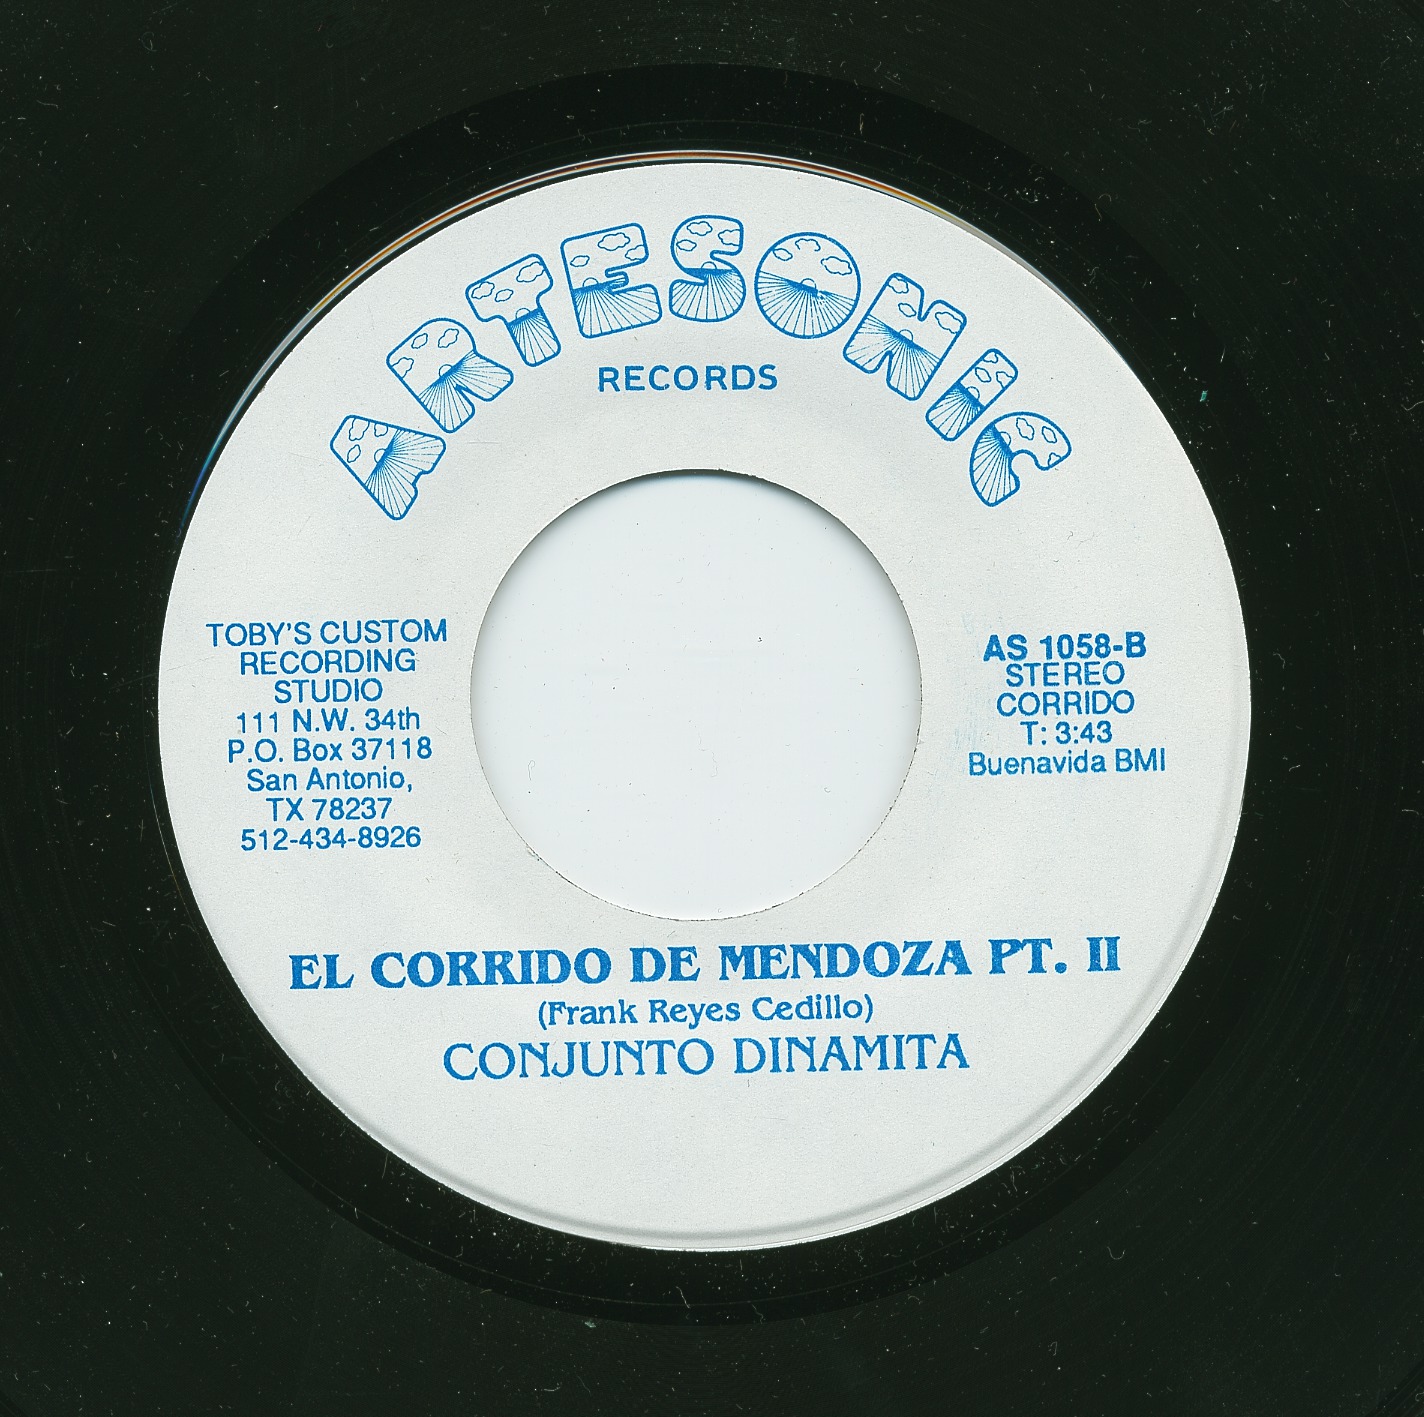 ARTESONIC
RECORDS
TOBY'S CUSTOM
RECORDING
STUDIO
111 N.W. 34th
P.O. Box 37118
San Antonio,
TX 78237
512-434-8926
AS 1058-B
STEREO
CORRIDO
T: 3:43
Buenavida BMI
EL CORRIDO DE MENDOZA PT. II
(Frank Reyes Cedillo)
CONJUNTO DINAMITA